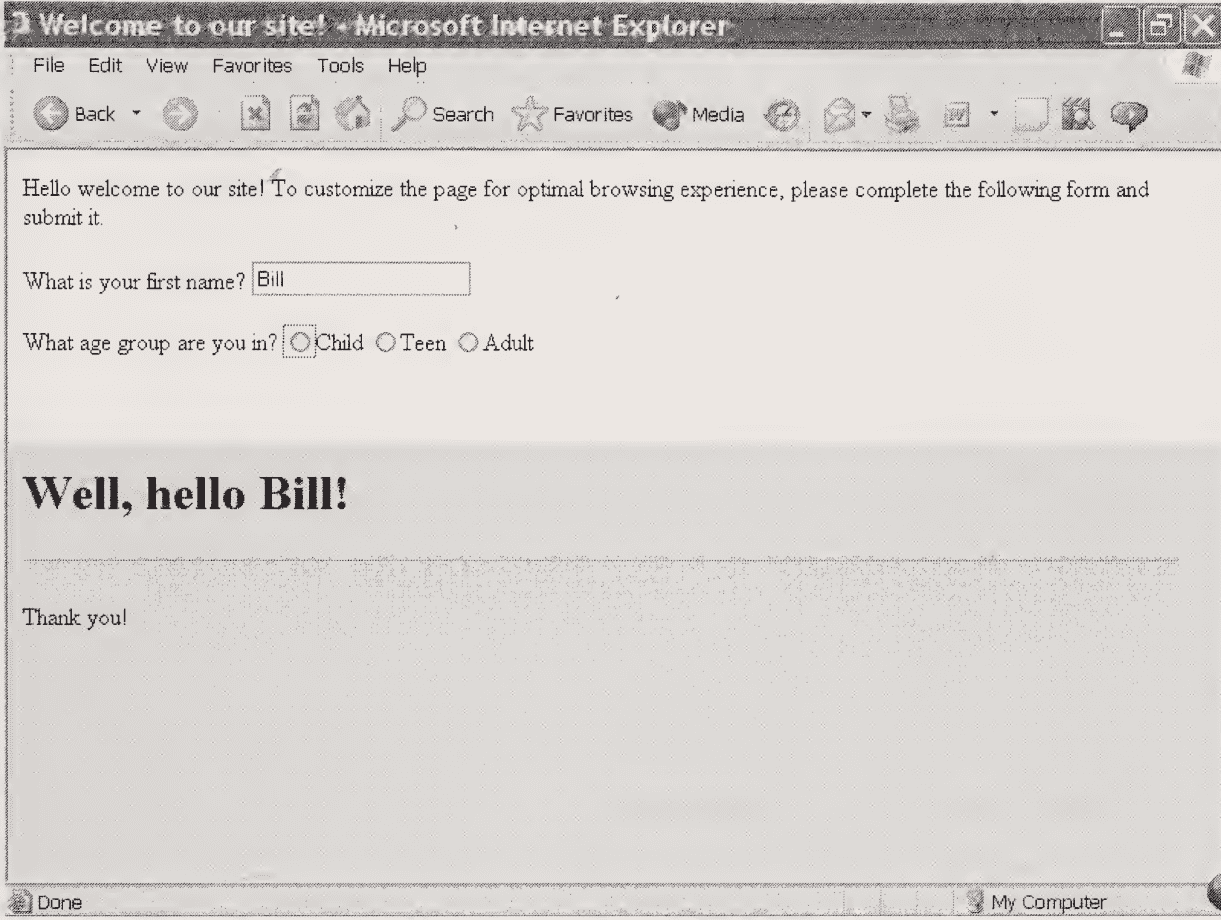 Welcome to our site! - Microsoft Internet Explorer
File Edit View Favorites Tools Help
Back Search Favorites Media
Hello welcome to our site! To customize the page for optimal browsing experience, please complete the following form and
submit it.
What is your first name? Bill
What age group are you in? Child Teen Adult
Well, hello Bill!
Thank you!
Done My Computer